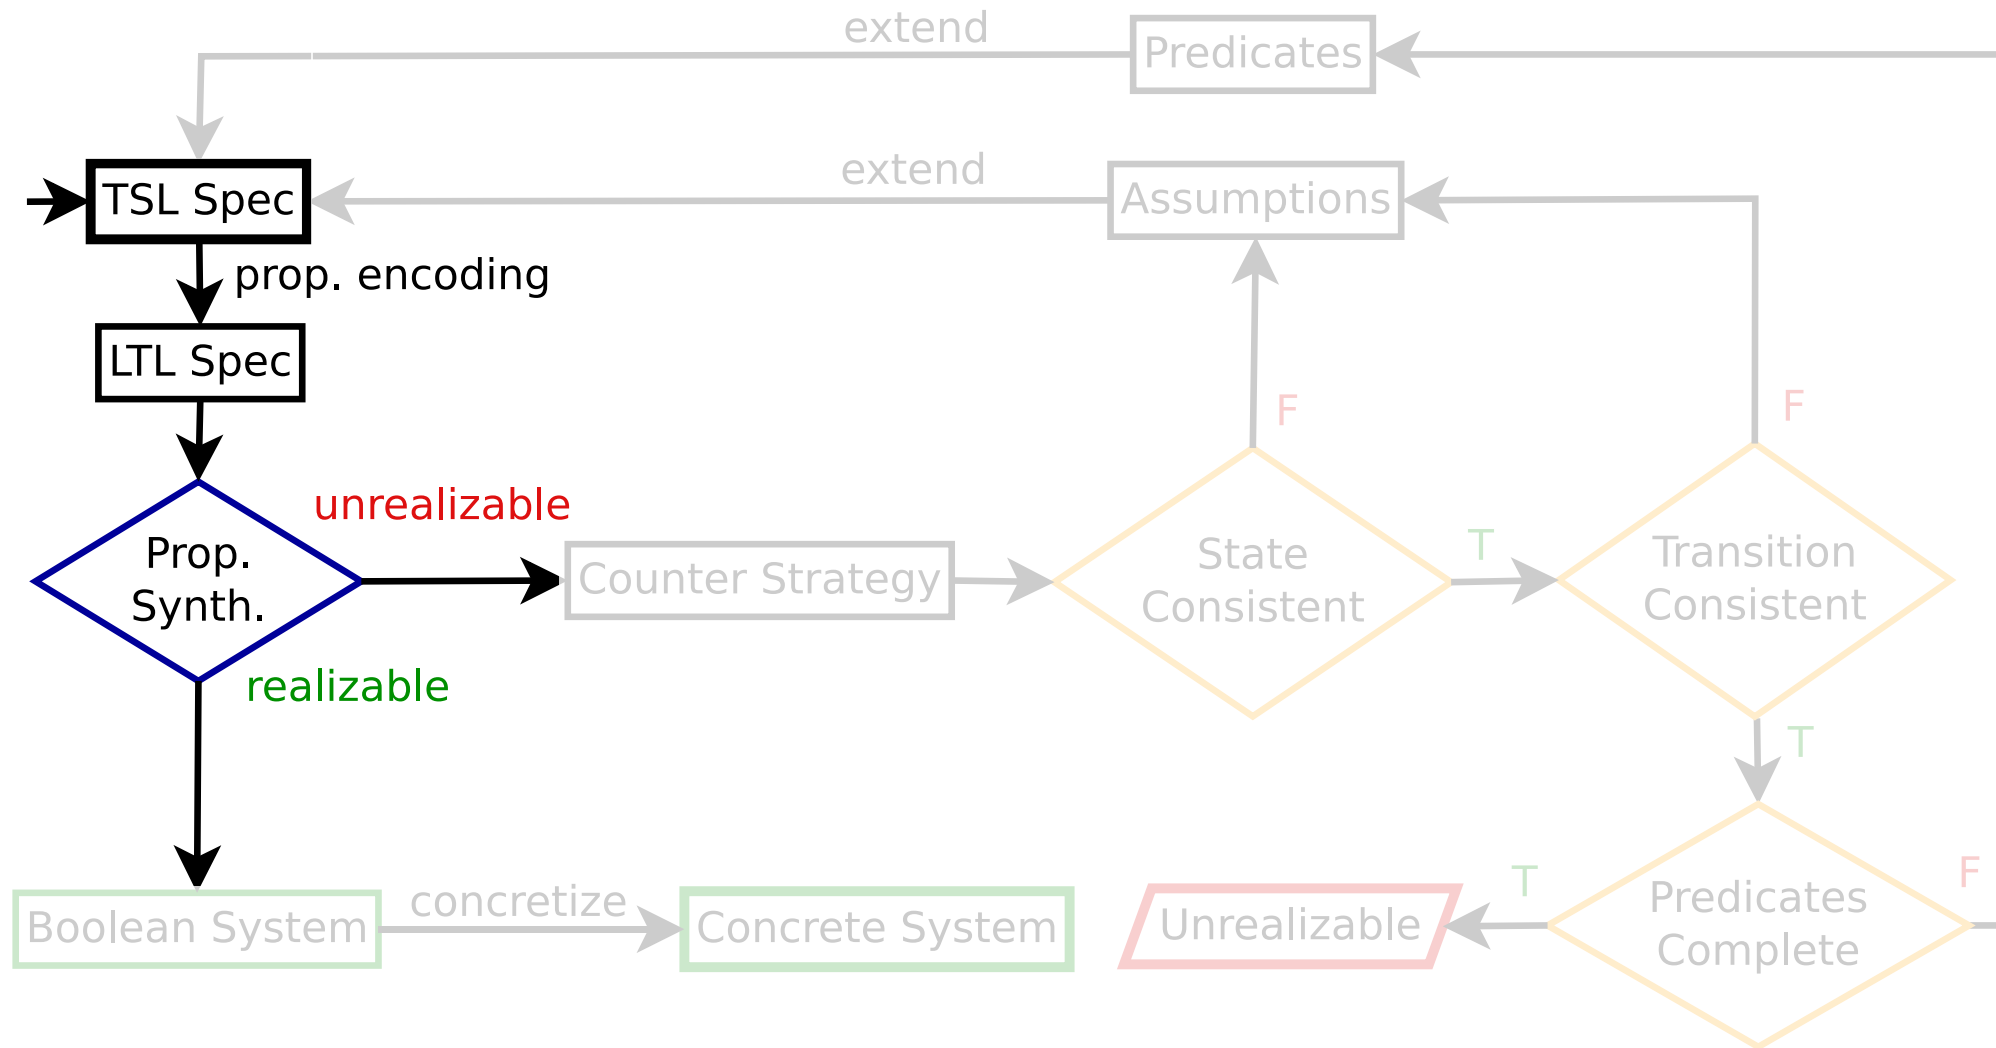 extend
Predicates
extend
Assumptions
TSL Spec
prop. encoding
LTL Spec
F
F
unrealizable
Prop.
Synth.
realizable
Counter Strategy
State
Consistent
T
Transition
Consistent
T
Boolean System
concretize
Concrete System
Unrealizable
T
Predicates
Complete
F